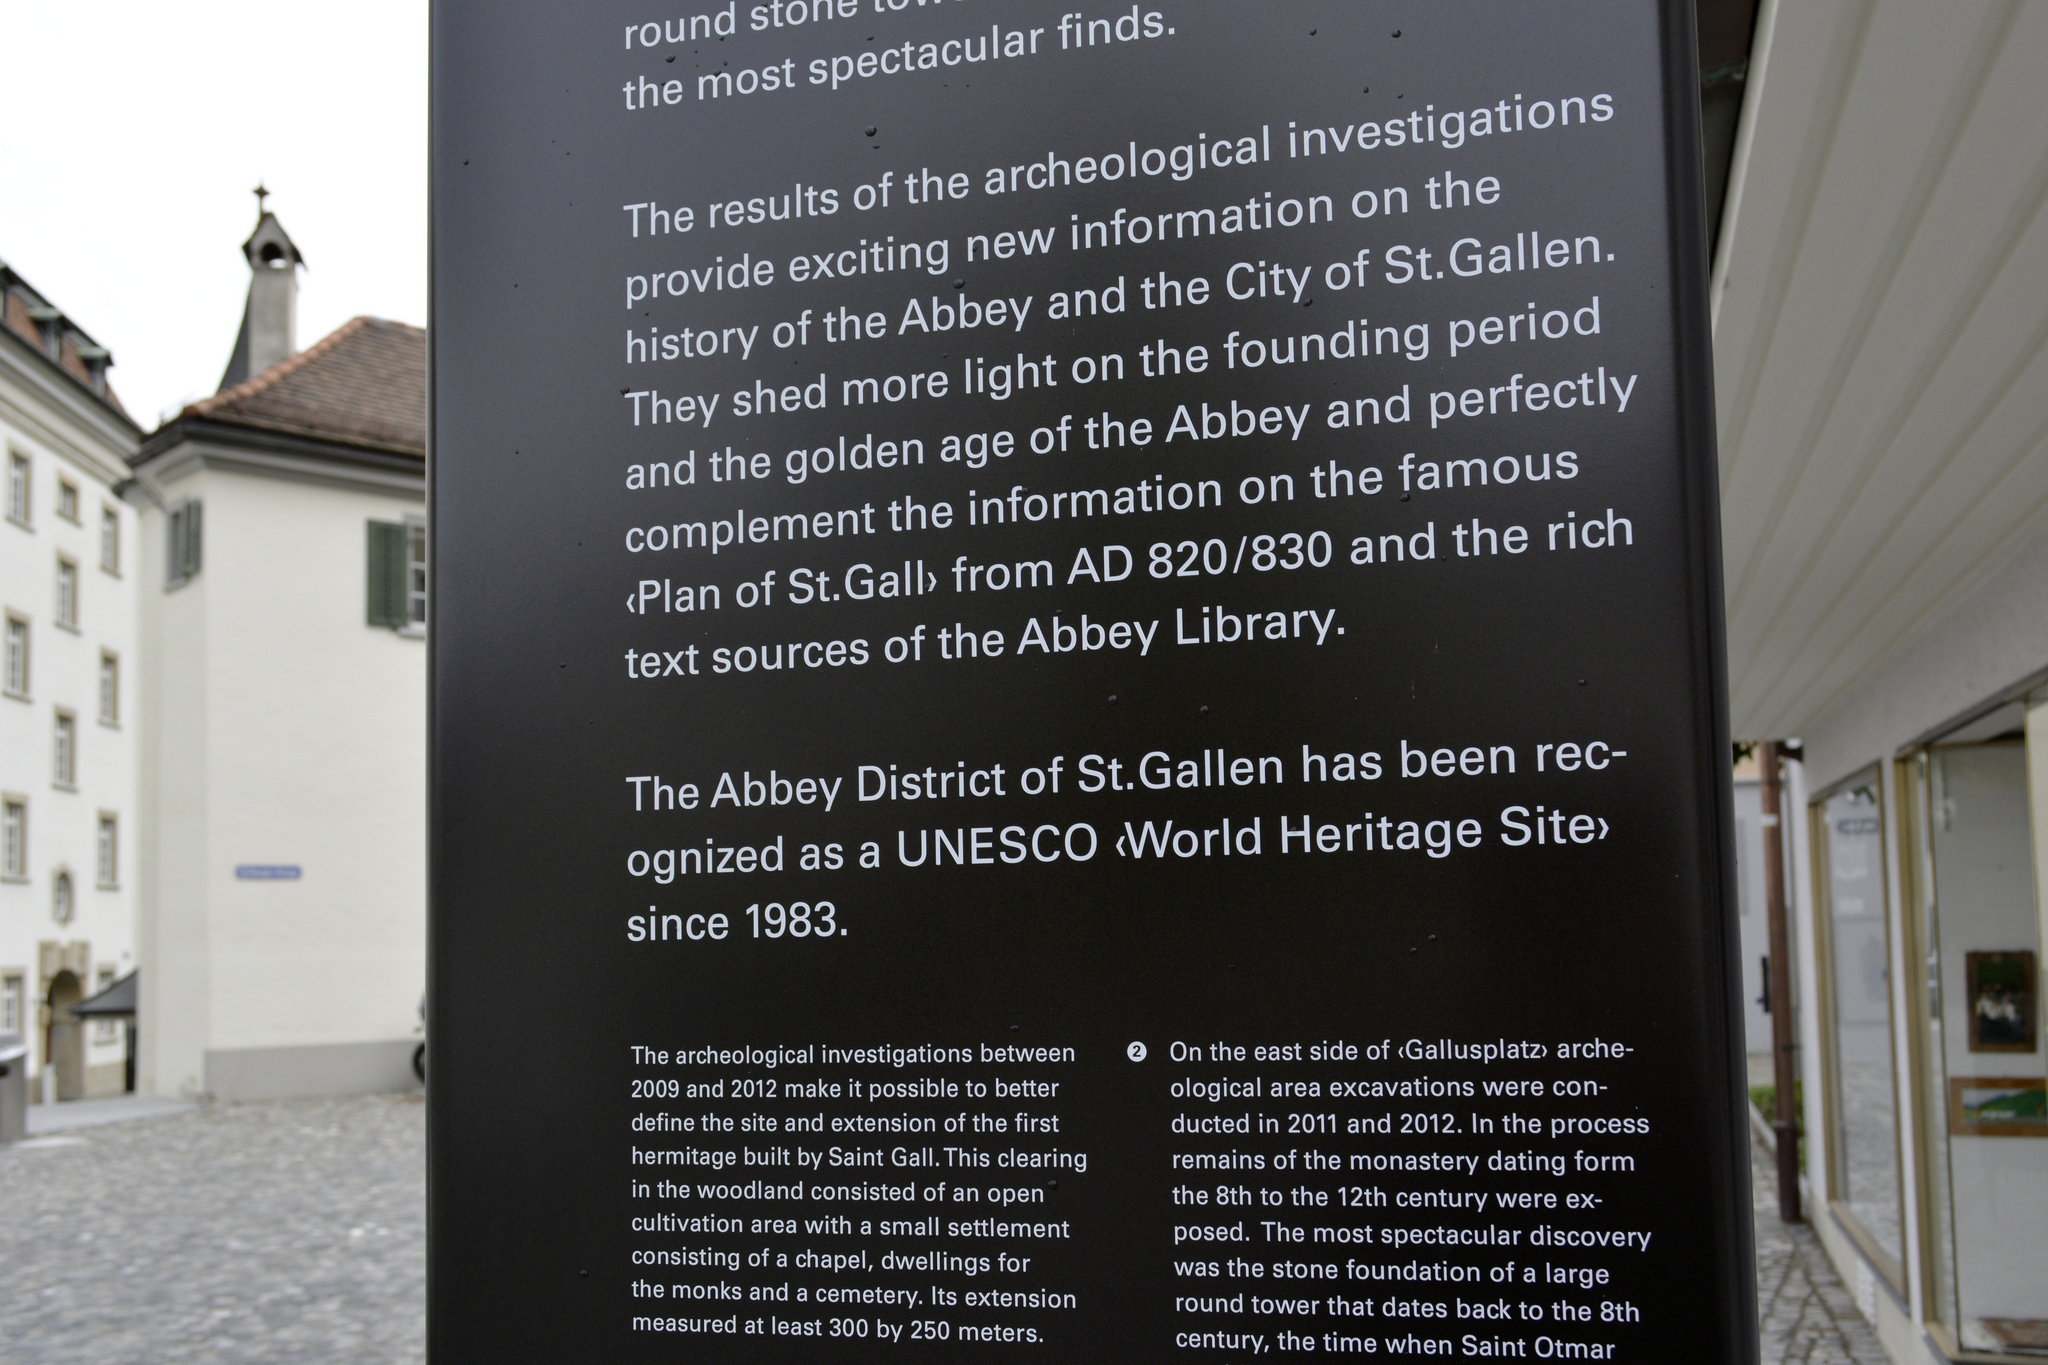 round stone
the most spectacular finds.
The results of the archeological investigations
provide exciting new information on the
history of the Abbey and the City of St.Gallen.
They shed more light on the founding period
and the golden age of the Abbey and perfectly
complement the information on the famous
‹Plan of St.Gall› from AD 820/830 and the rich
text sources of the Abbey Library.
The Abbey District of St.Gallen has been rec-
ognized as a UNESCO ‹World Heritage Site›
since 1983.
The archeological investigations between
2009 and 2012 make it possible to better
define the site and extension of the first
hermitage built by Saint Gall. This clearing
in the woodland consisted of an open
cultivation area with a small settlement
consisting of a chapel, dwellings for
the monks and a cemetery. Its extension
measured at least 300 by 250 meters.
2 On the east side of ‹Gallusplatz› arche-
ological area excavations were con-
ducted in 2011 and 2012. In the process
remains of the monastery dating form
the 8th to the 12th century were ex-
posed. The most spectacular discovery
was the stone foundation of a large
round tower that dates back to the 8th
century, the time when Saint Otmar